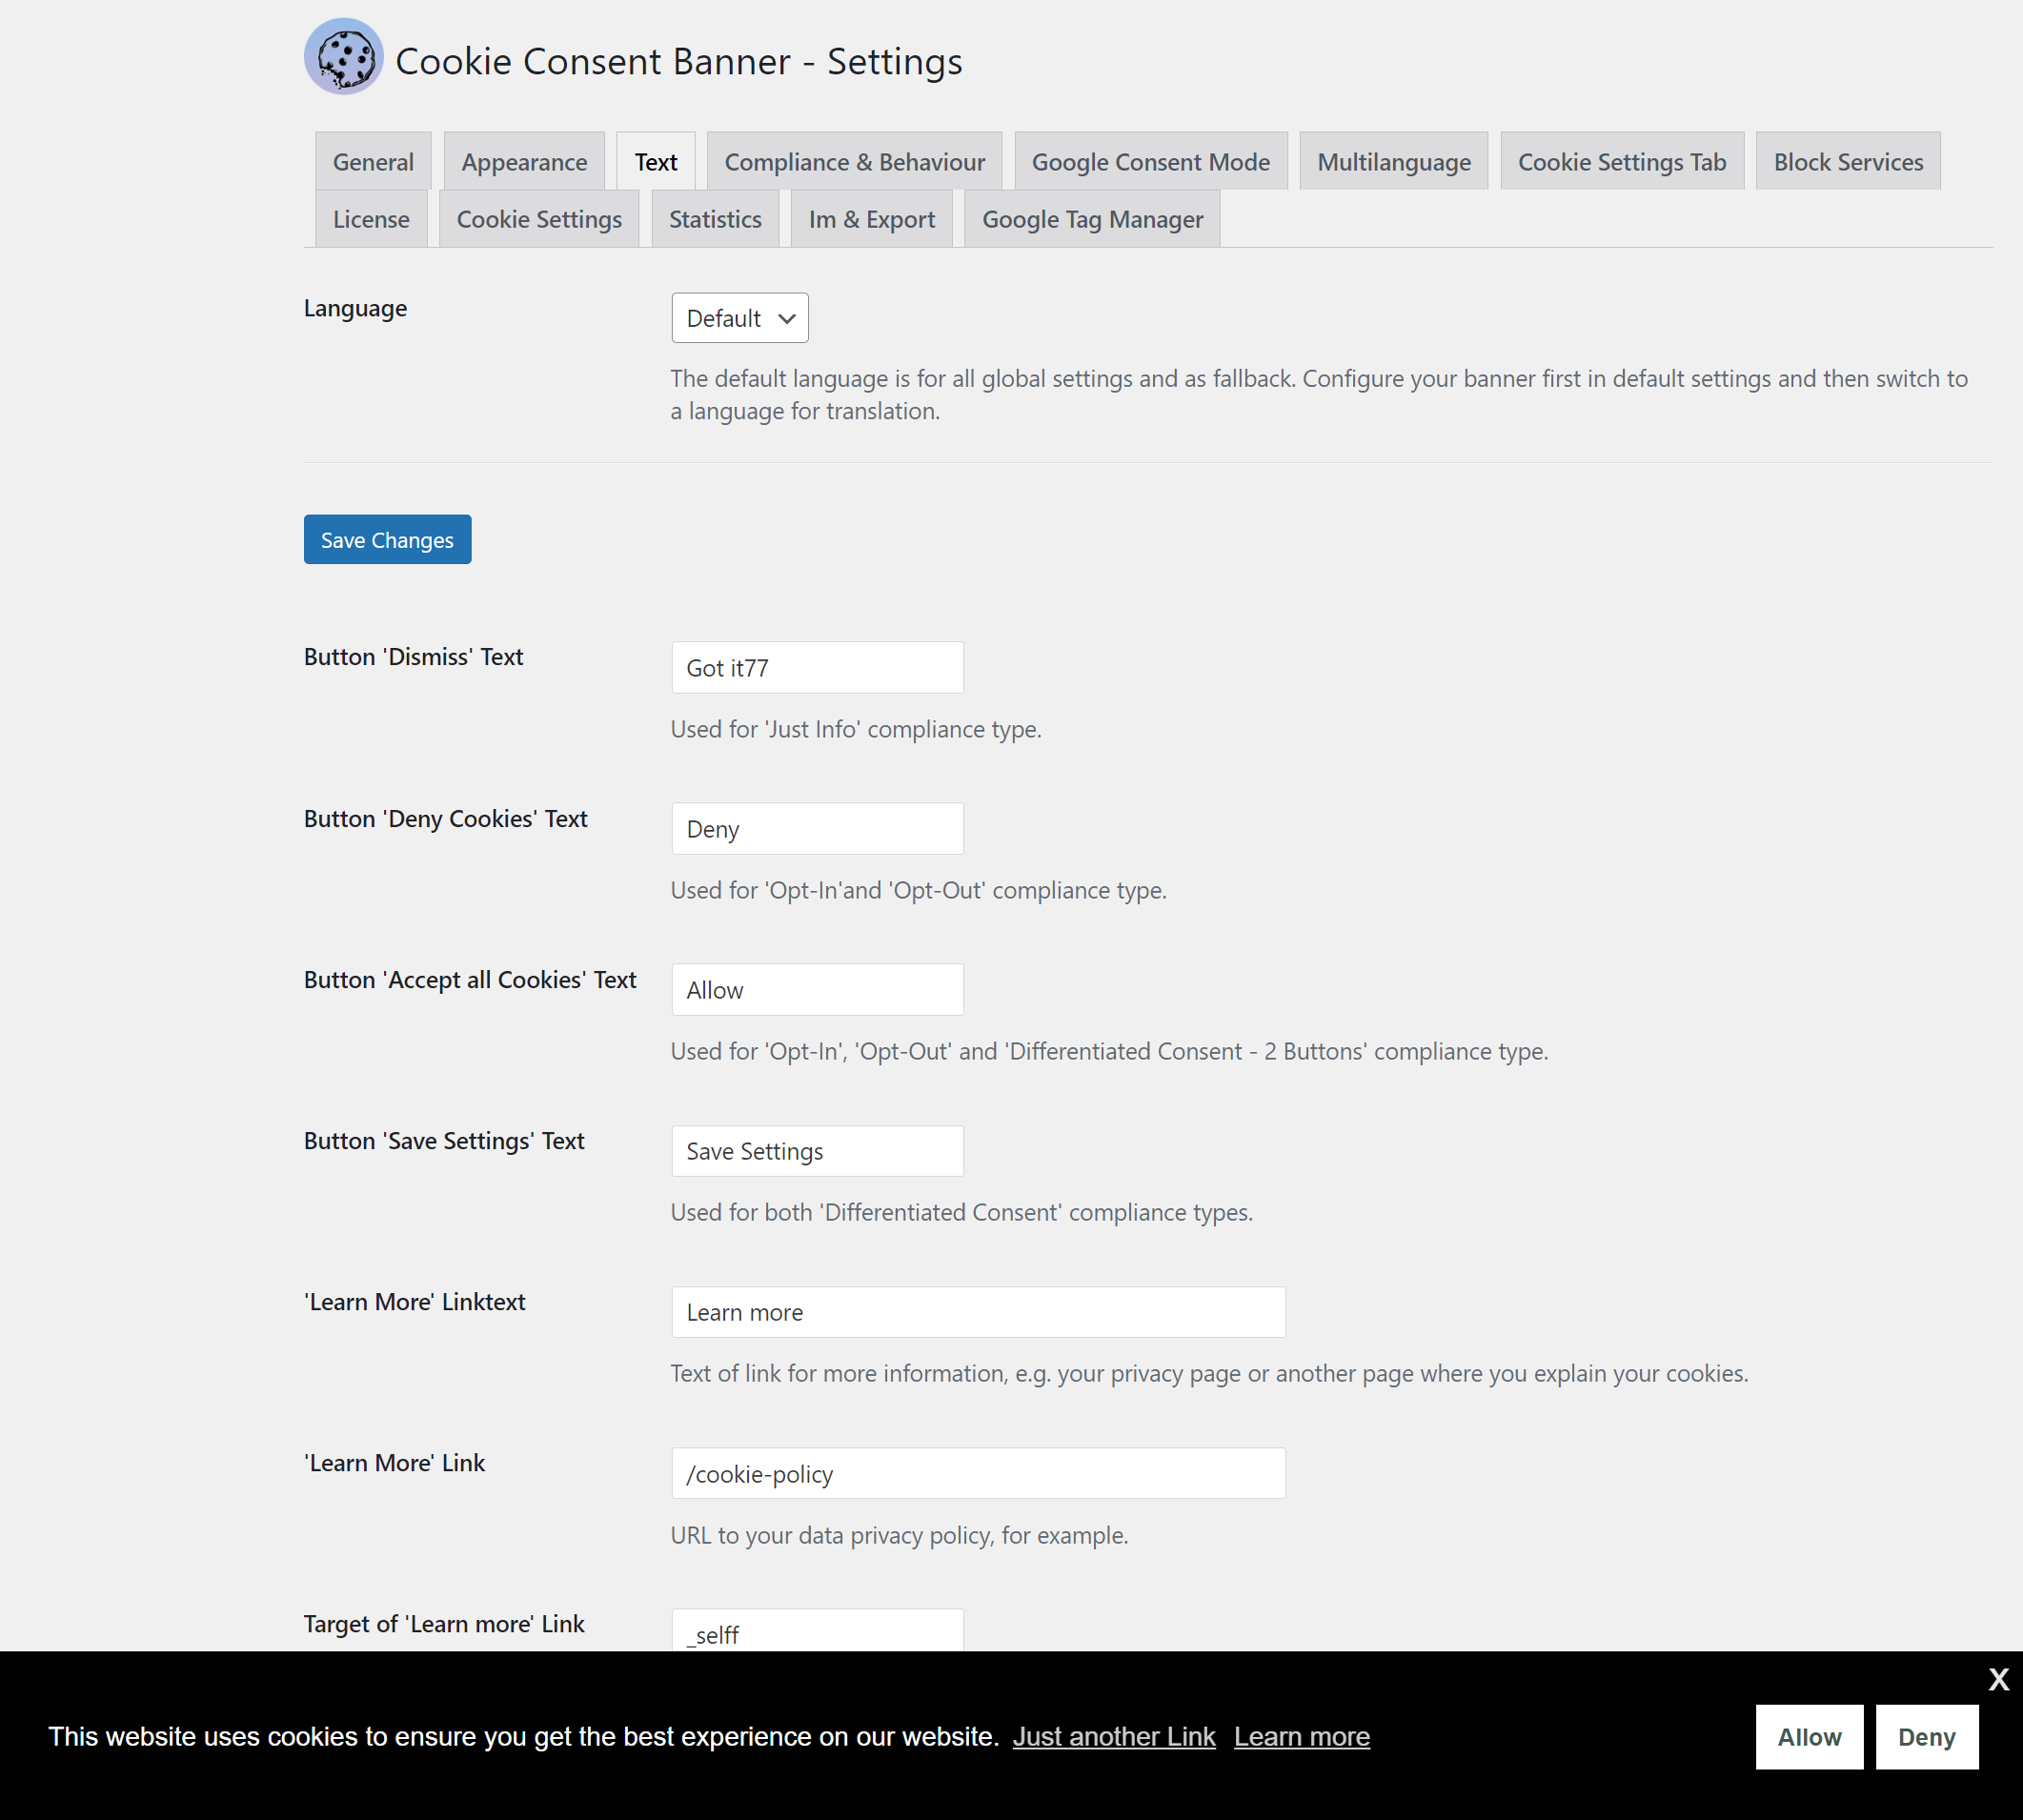 Cookie Consent Banner - Settings
General Appearance Text Compliance & Behaviour Google Consent Mode Multilanguage Cookie Settings Tab Block Services
License Cookie Settings Statistics Im & Export Google Tag Manager
Language Default
The default language is for all global settings and as fallback. Configure your banner first in default settings and then switch to
a language for translation.
Save Changes
Button 'Dismiss' Text Got it77
Used for 'Just Info' compliance type.
Button 'Deny Cookies' Text Deny
Used for 'Opt-In'and 'Opt-Out' compliance type.
Button 'Accept all Cookies' Text Allow
Used for 'Opt-In', 'Opt-Out' and 'Differentiated Consent - 2 Buttons' compliance type.
Button 'Save Settings' Text Save Settings
Used for both 'Differentiated Consent' compliance types.
'Learn More' Linktext Learn more
Text of link for more information, e.g. your privacy page or another page where you explain your cookies.
'Learn More' Link /cookie-policy
URL to your data privacy policy, for example.
Target of 'Learn more' Link _selff
X
This website uses cookies to ensure you get the best experience on our website. Just another Link Learn more Allow Deny